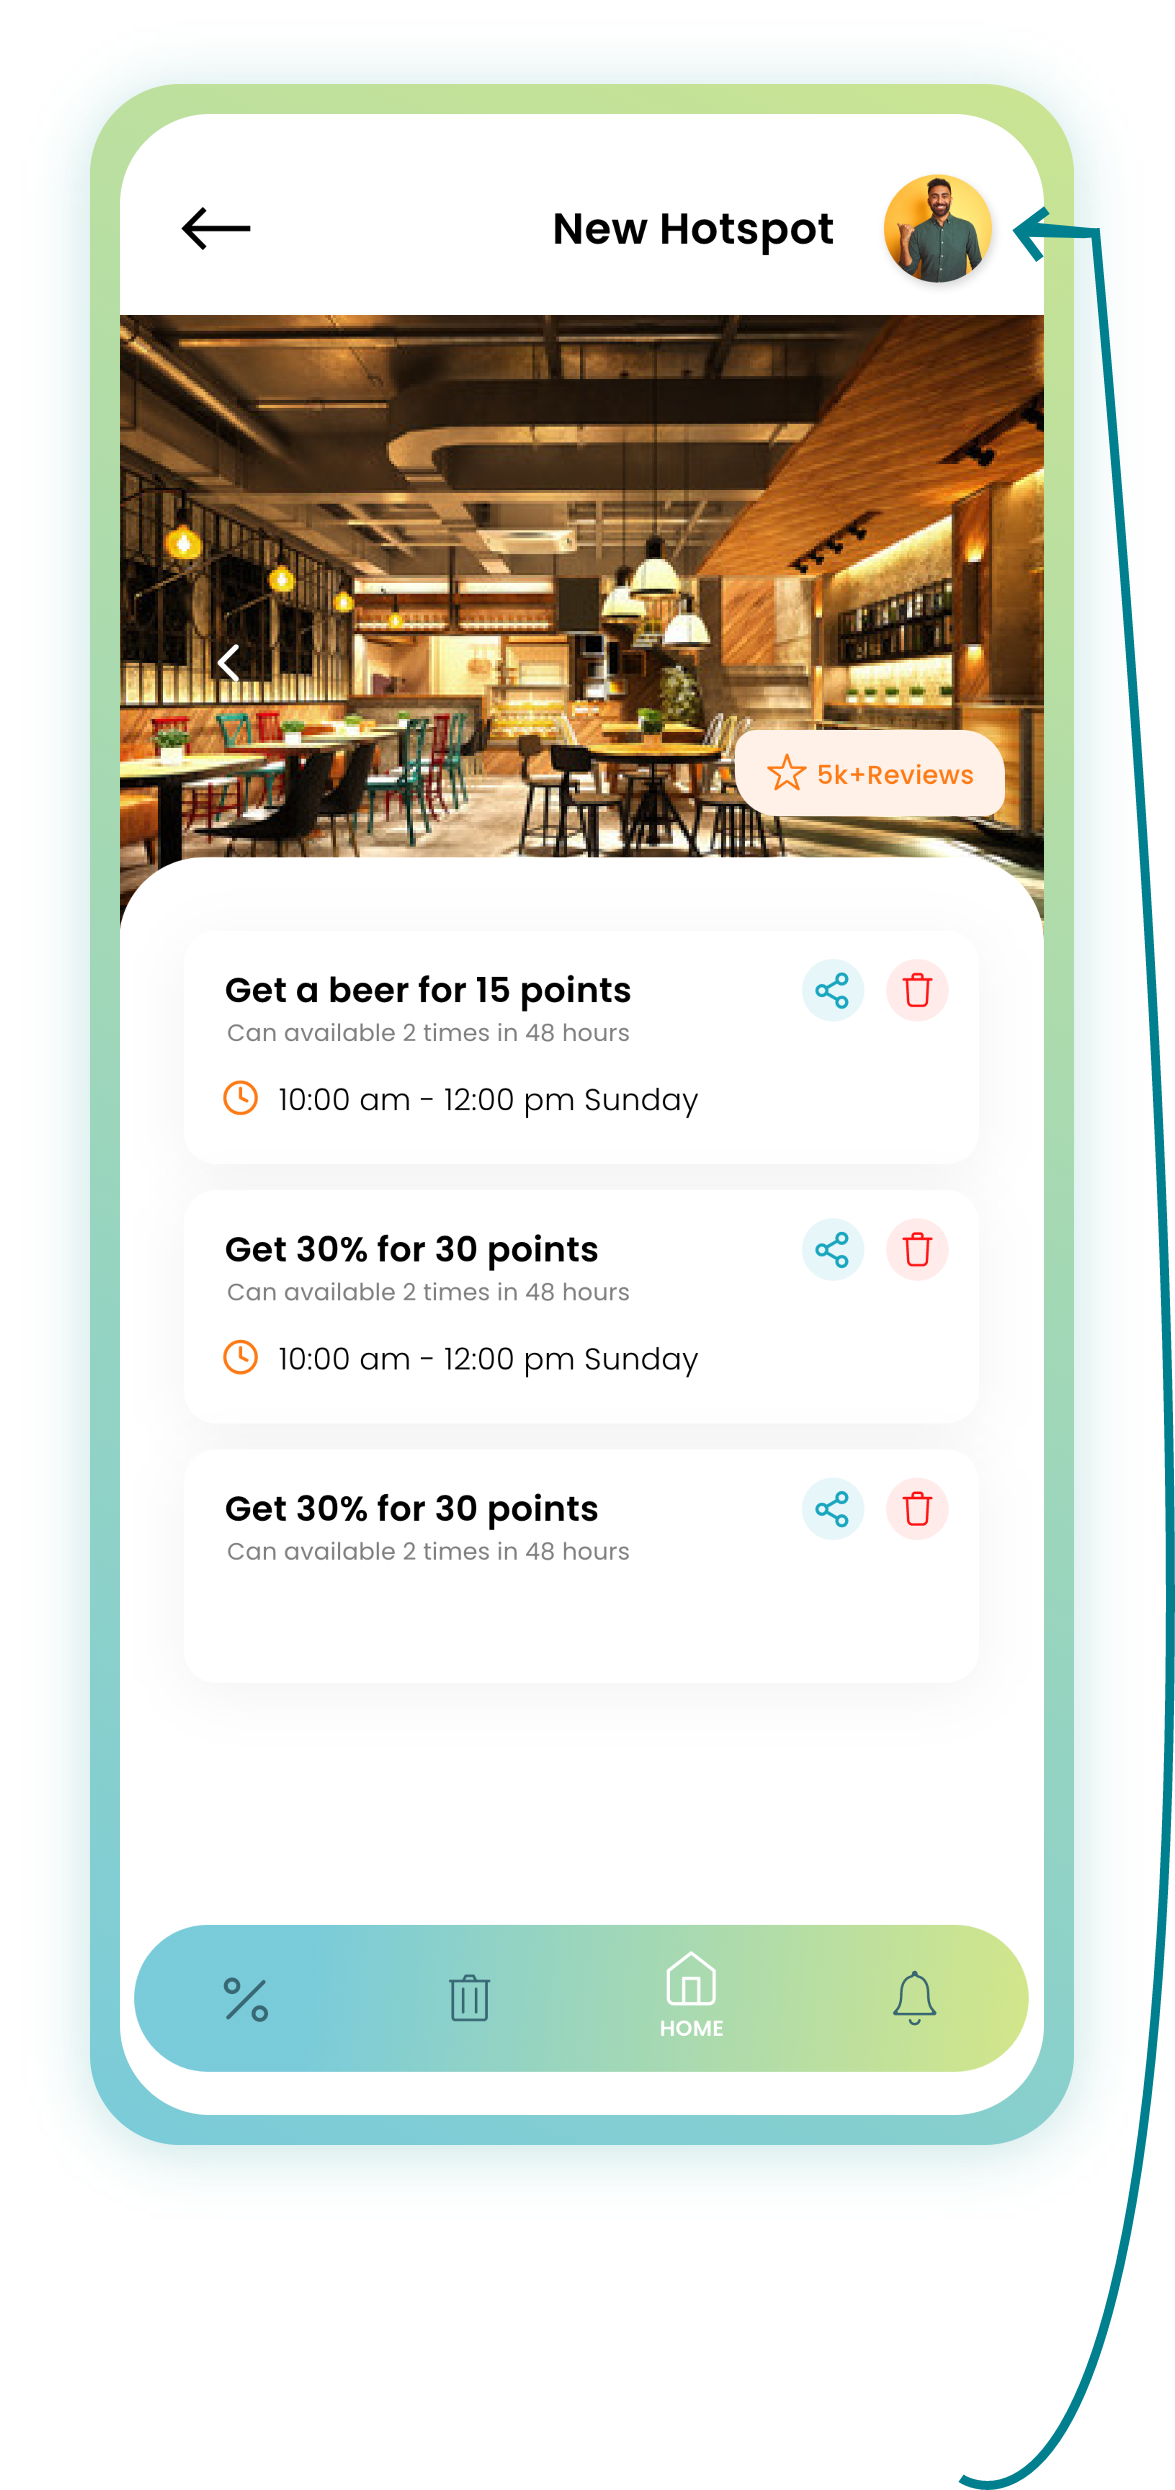 New Hotspot
5k+Reviews
Get a beer for 15 points
Can available 2 times in 48 hours
10:00 am - 12:00 pm Sunday
Get 30% for 30 points
Can available 2 times in 48 hours
10:00 am - 12:00 pm Sunday
Get 30% for 30 points
Can available 2 times in 48 hours
HOME